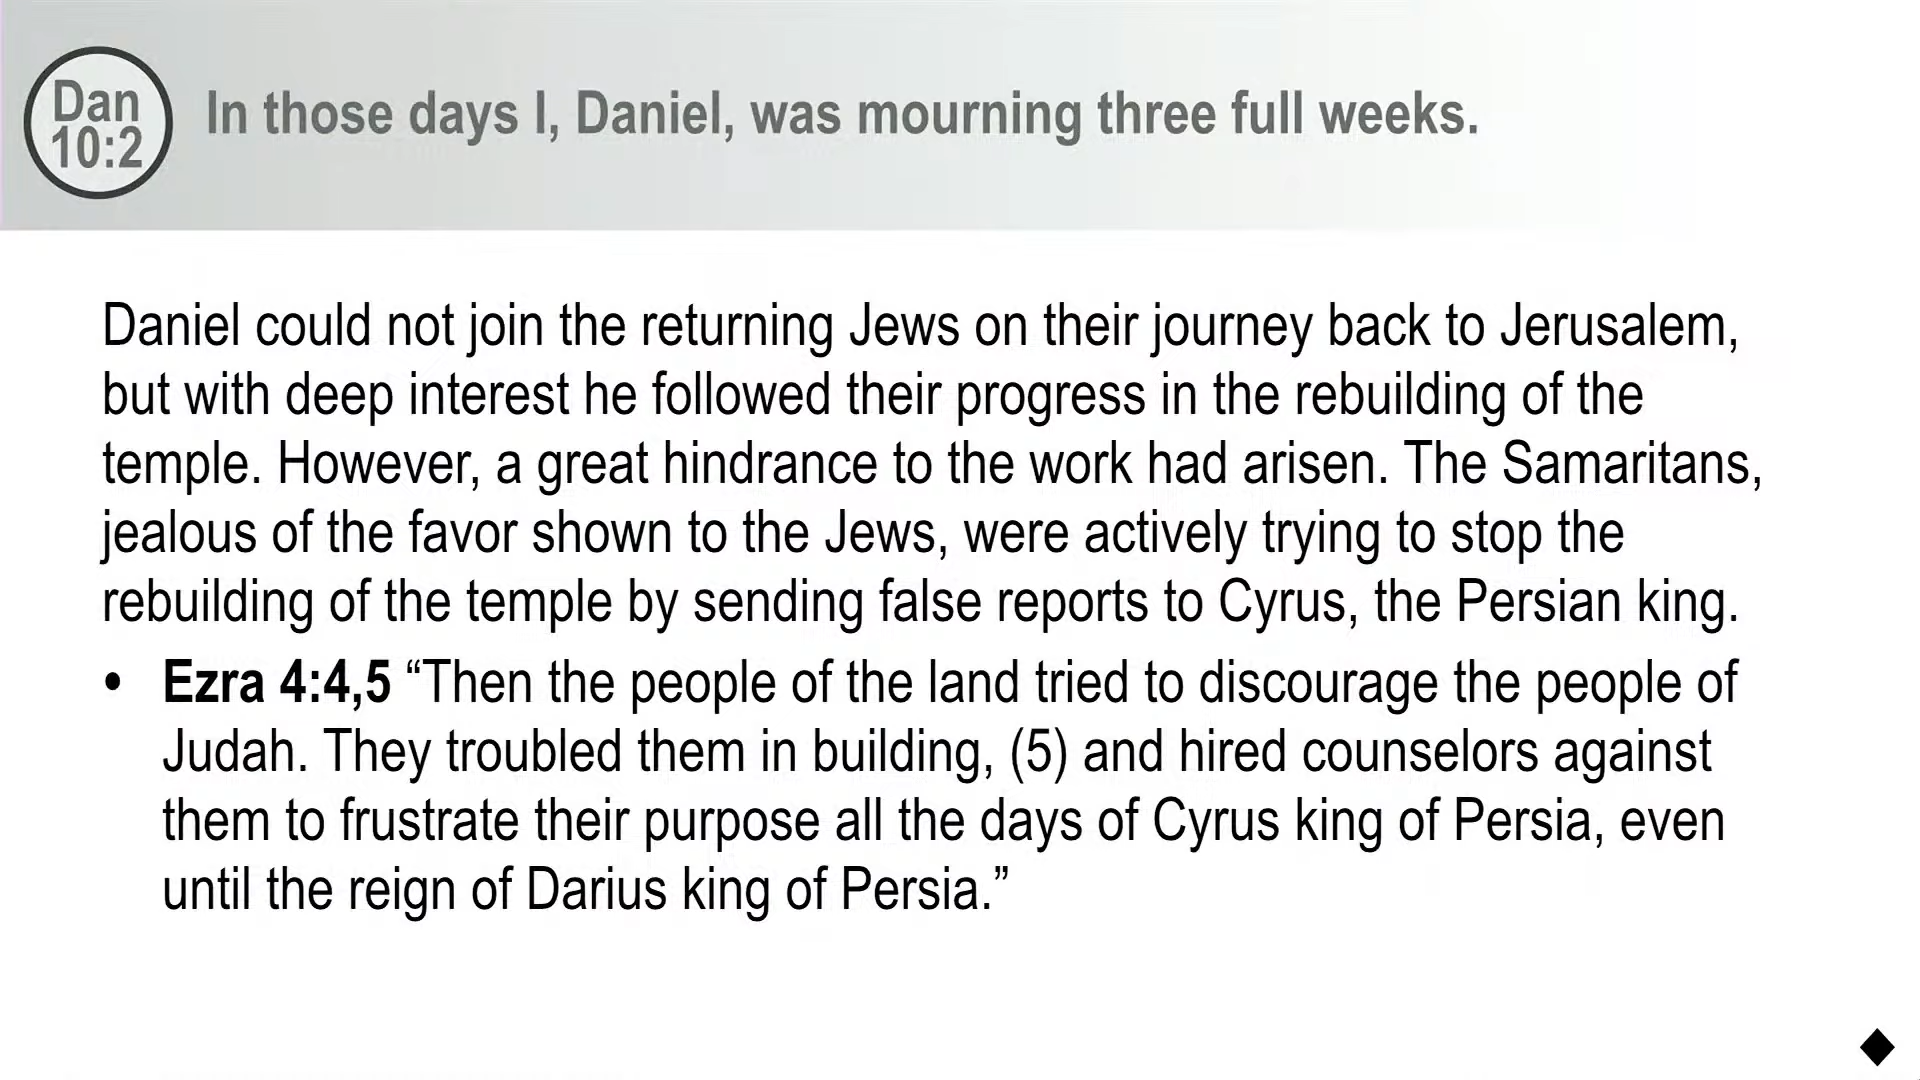 Dan
10:2
In those days I, Daniel, was mourning three full weeks.
Daniel could not join the returning Jews on their journey back to Jerusalem,
but with deep interest he followed their progress in the rebuilding of the
temple. However, a great hindrance to the work had arisen. The Samaritans,
jealous of the favor shown to the Jews, were actively trying to stop the
rebuilding of the temple by sending false reports to Cyrus, the Persian king.
• Ezra 4:4,5 “Then the people of the land tried to discourage the people of
Judah. They troubled them in building, (5) and hired counselors against
them to frustrate their purpose all the days of Cyrus king of Persia, even
until the reign of Darius king of Persia.”